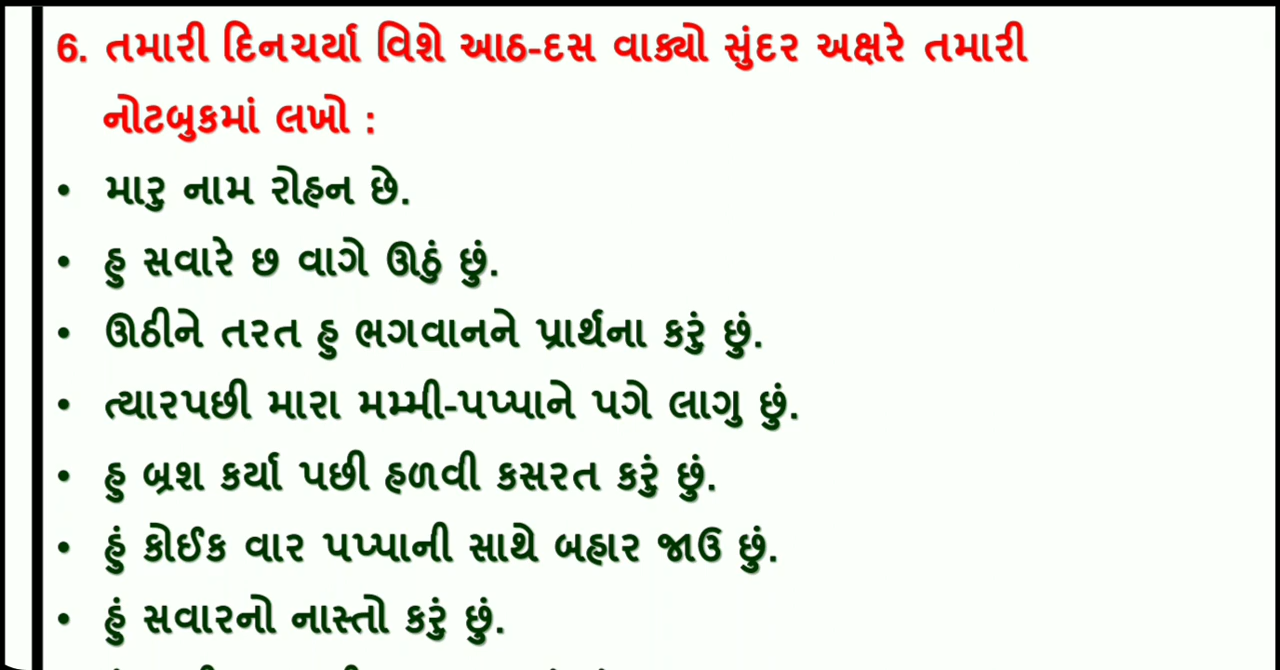 6. તમારી દિનચર્યા વિશે આઠ-દસ વાક્યો સુંદર અક્ષરે તમારી
નોટબુકમાં લખો :
• મારુ નામ રોહન છે.
• હુ સવારે છ વાગે ઊઠું છું.
• ઊઠીને તરત હુ ભગવાનને પ્રાર્થના કરું છું.
• ત્યારપછી મારા મમ્મી-પપ્પાને પગે લાગુ છું.
• હુ બ્રશ કર્યા પછી હળવી કસરત કરું છું.
• હું કોઈક વાર પપ્પાની સાથે બહાર જાઉ છું.
• હું સવારનો નાસ્તો કરું છું.